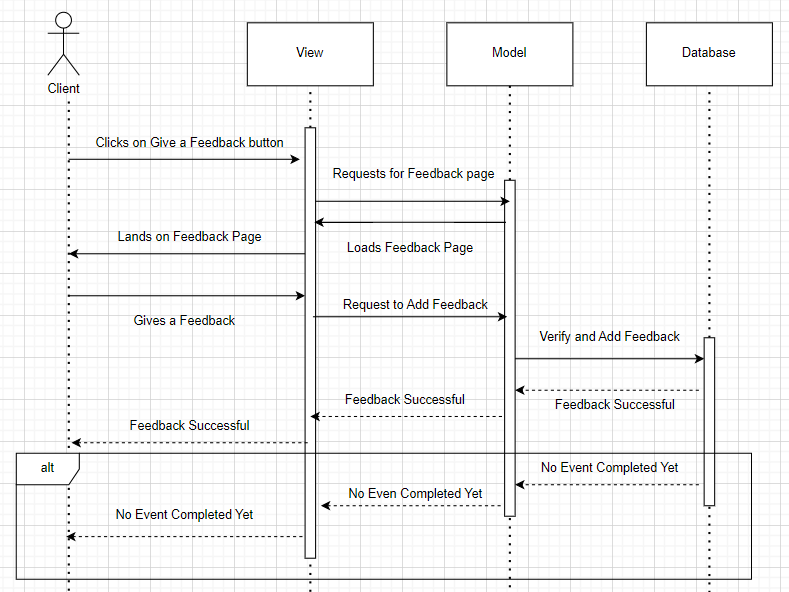 View
Model
Database
Client
Clicks on Give a Feedback button
Requests for Feedback page
Lands on Feedback Page
Loads Feedback Page
Request to Add Feedback
Gives a Feedback
Verify and Add Feedback
Feedback Successful
Feedback Successful
Feedback Successful
alt
No Event Completed Yet
No Even Completed Yet
No Event Completed Yet